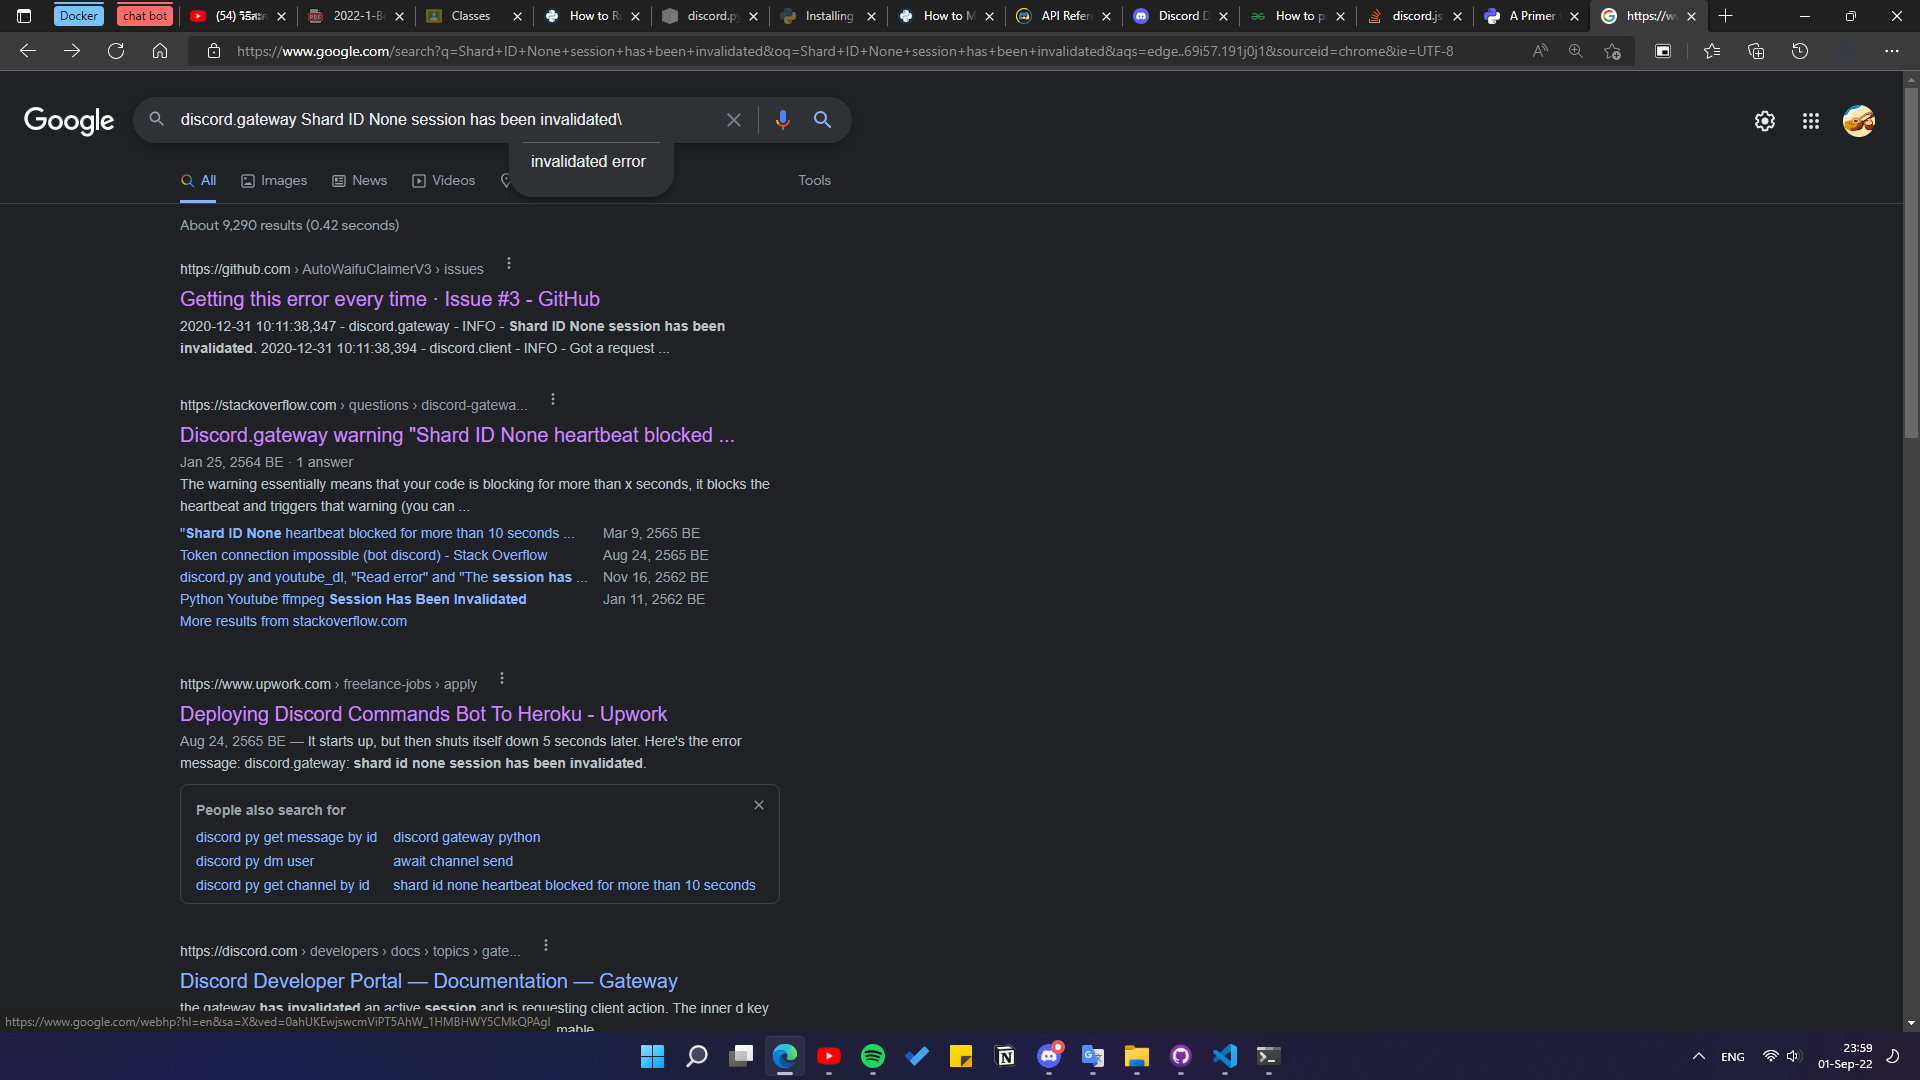 Docker
chat bot
2022-1-Be
Classes
How to Ru
discord.py
Installing
How to M
API Refer
Discord D
How to p
discord.js
A Primer
https://w
https://www.google.com/search?q=Shard+ID+None+session+has+been+invalidated&oq=Shard+ID+None+session+has+been+invalidated&aqs=edge..69i57.191j0j1&sourceid=chrome&ie=UTF-8
Google
discord.gateway Shard ID None session has been invalidated\
invalidated error
All
Images
News
Videos
Tools
About 9,290 results (0.42 seconds)
https://github.com › AutoWaifuClaimerV3 › issues
Getting this error every time · Issue #3 - GitHub
2020-12-31 10:11:38,347 - discord.gateway - INFO - Shard ID None session has been
invalidated. 2020-12-31 10:11:38,394 - discord.client - INFO - Got a request ...
https://stackoverflow.com › questions › discord-gatewa...
Discord.gateway warning "Shard ID None heartbeat blocked ...
Jan 25, 2564 BE · 1 answer
The warning essentially means that your code is blocking for more than x seconds, it blocks the
heartbeat and triggers that warning (you can ...
"Shard ID None heartbeat blocked for more than 10 seconds ... Mar 9, 2565 BE
Token connection impossible (bot discord) - Stack Overflow Aug 24, 2565 BE
discord.py and youtube_dl, "Read error" and "The session has ... Nov 16, 2562 BE
Python Youtube ffmpeg Session Has Been Invalidated Jan 11, 2562 BE
More results from stackoverflow.com
https://www.upwork.com › freelance-jobs › apply
Deploying Discord Commands Bot To Heroku - Upwork
Aug 24, 2565 BE — It starts up, but then shuts itself down 5 seconds later. Here's the error
message: discord.gateway: shard id none session has been invalidated.
People also search for
discord py get message by id discord gateway python
discord py dm user await channel send
discord py get channel by id shard id none heartbeat blocked for more than 10 seconds
https://discord.com › developers › docs › topics › gate...
Discord Developer Portal — Documentation — Gateway
the gateway has invalidated an active session and is requesting client action. The inner d key
https://www.google.com/webhp?hl=en&sa=X&ved=0ahUKEwjswcmViPT5AhW_1HMBHWY5CMkQPAgI
ENG
23:59
01-Sep-22